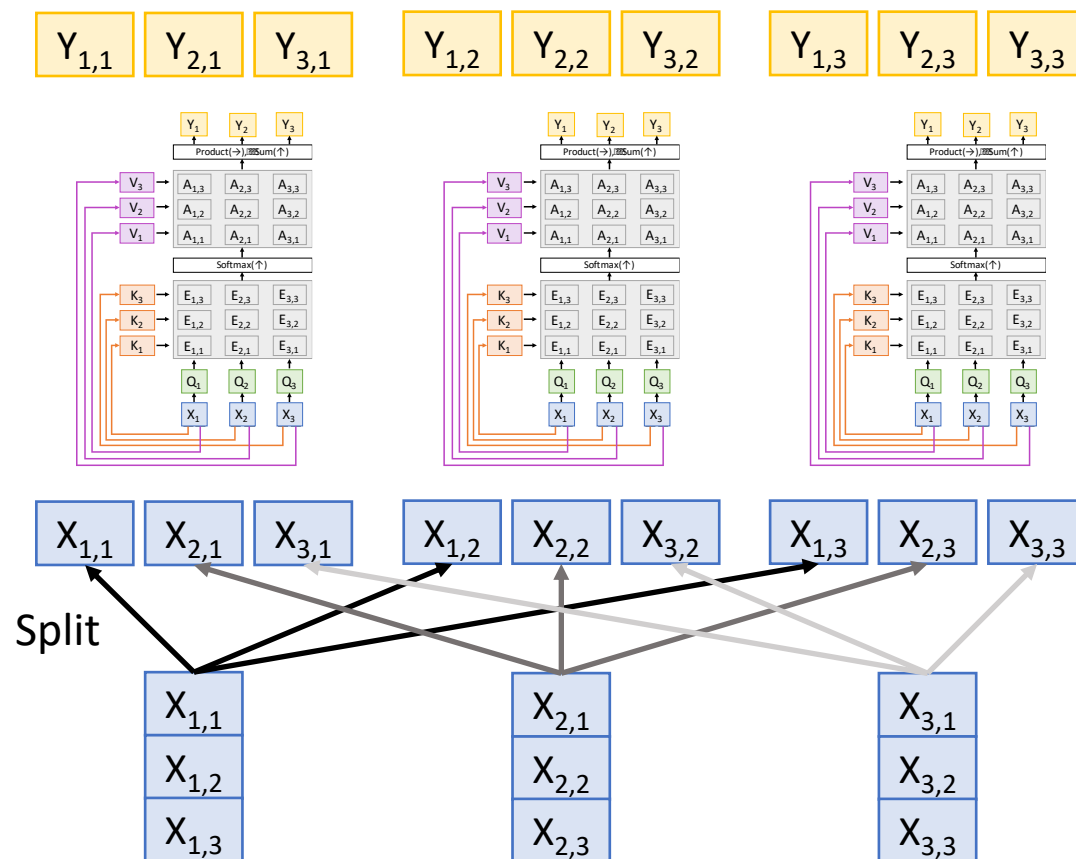 Y1,1 Y2,1 Y3,1 Y1,2 Y2,2 Y3,2 Y1,3 Y2,3 Y3,3
Y1 Y2 Y3 Y1 Y2 Y3 Y1 Y2 Y3
Product(→), Sum(↑) Product(→), Sum(↑) Product(→), Sum(↑)
V3 A1,3 A2,3 A3,3 V3 A1,3 A2,3 A3,3 V3 A1,3 A2,3 A3,3
V2 A1,2 A2,2 A3,2 V2 A1,2 A2,2 A3,2 V2 A1,2 A2,2 A3,2
V1 A1,1 A2,1 A3,1 V1 A1,1 A2,1 A3,1 V1 A1,1 A2,1 A3,1
Softmax(↑) Softmax(↑) Softmax(↑)
K3 E1,3 E2,3 E3,3 K3 E1,3 E2,3 E3,3 K3 E1,3 E2,3 E3,3
K2 E1,2 E2,2 E3,2 K2 E1,2 E2,2 E3,2 K2 E1,2 E2,2 E3,2
K1 E1,1 E2,1 E3,1 K1 E1,1 E2,1 E3,1 K1 E1,1 E2,1 E3,1
Q1 Q2 Q3 Q1 Q2 Q3 Q1 Q2 Q3
X1 X2 X3 X1 X2 X3 X1 X2 X3
X1,1 X2,1 X3,1 X1,2 X2,2 X3,2 X1,3 X2,3 X3,3
Split
X1,1 X2,1 X3,1
X1,2 X2,2 X3,2
X1,3 X2,3 X3,3